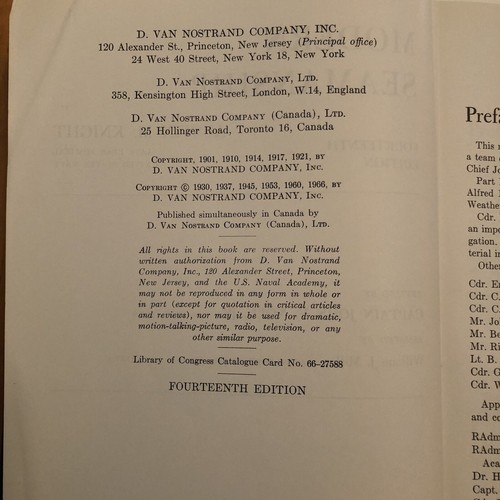 D. VAN NOSTRAND COMPANY, INC.
120 Alexander St., Princeton, New Jersey (Principal office)
24 West 40 Street, New York 18, New York
D. VAN NOSTRAND COMPANY, LTD.
358, Kensington High Street, London, W.14, England
D. VAN NOSTRAND COMPANY (Canada), LTD.
25 Hollinger Road, Toronto 16, Canada
COPYRIGHT, 1901, 1910, 1914, 1917, 1921, BY
D. VAN NOSTRAND COMPANY, INC.
COPYRIGHT © 1930, 1937, 1945, 1953, 1960, 1966, BY
D. VAN NOSTRAND COMPANY, INC.
Published simultaneously in Canada by
D. VAN NOSTRAND COMPANY (Canada), LTD.
All rights in this book are reserved. Without
written authorization from D. Van Nostrand
Company, Inc., 120 Alexander Street, Princeton,
New Jersey, and the U.S. Naval Academy, it
may not be reproduced in any form in whole or
in part (except for quotation in critical articles
and reviews), nor may it be used for dramatic,
motion-talking-picture, radio, television, or any
other similar purpose.
Library of Congress Catalogue Card No. 66-27588
FOURTEENTH EDITION
Prefa
This
a team
Chief Jo
Part
Alfred
Weathe
Cdr.
an impo
gation.
terial i
Othe
Cdr. E
Cdr. C.
Cdr. C.
Mr. Jo
Mr. Be
Mr. Ri
Lt. B.
Cdr. G
Cdr. W
App
and co
RAdm
RAdm
Aca
Dr. H
Capt.